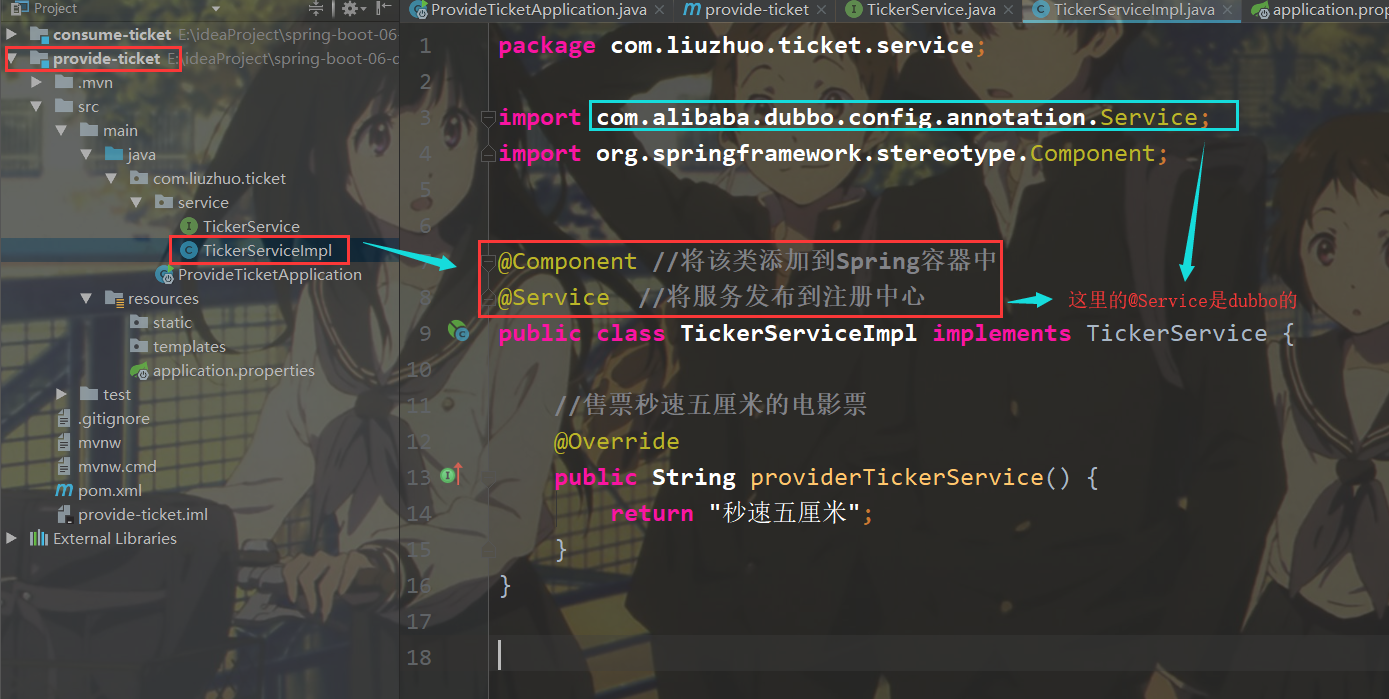 Project
ProvideTicketApplication.java
provide-ticket
TickerService.java
TickerServiceImpl.java
application.prop
consume-ticket E:\ideaProject\spring-boot-06-
provide-ticket E:\ideaProject\spring-boot-06-c
.mvn
src
main
java
com.liuzhuo.ticket
service
TickerService
TickerServiceImpl
ProvideTicketApplication
resources
static
templates
application.properties
test
.gitignore
mvnw
mvnw.cmd
pom.xml
provide-ticket.iml
External Libraries
1 package com.liuzhuo.ticket.service;
2
3 import com.alibaba.dubbo.config.annotation.Service;
4 import org.springframework.stereotype.Component;
5
6
@Component //将该类添加到Spring容器中
8 @Service //将服务发布到注册中心
这里的@Service是dubbo的
9 public class TickerServiceImpl implements TickerService {
10
11 //售票秒速五厘米的电影票
12 @Override
13 public String providerTickerService() {
14 return "秒速五厘米";
15 }
16 }
17
18